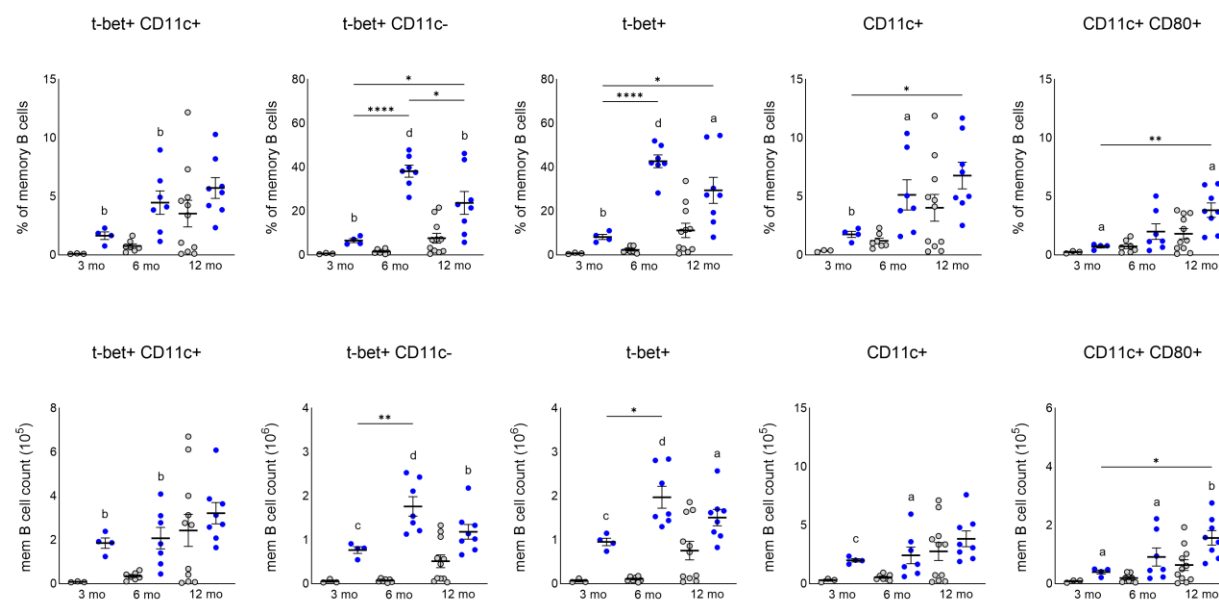 t-bet+ CD11c+ t-bet+ CD11c- t-bet+ CD11c+ CD11c+ CD80+
% of memory B cells
15
10
5
0
b
b
3 mo 6 mo 12 mo
% of memory B cells
80
60
40
20
0
*
*
****
d
b
b
3 mo 6 mo 12 mo
% of memory B cells
80
60
40
20
0
*
****
d
a
b
3 mo 6 mo 12 mo
% of memory B cells
15
10
5
0
*
a
b
3 mo 6 mo 12 mo
% of memory B cells
15
10
5
0
**
a
a
3 mo 6 mo 12 mo
t-bet+ CD11c+ t-bet+ CD11c- t-bet+ CD11c+ CD11c+ CD80+
mem B cell count (10⁵)
8
6
4
2
0
b
b
3 mo 6 mo 12 mo
mem B cell count (10⁶)
4
3
2
1
0
**
d
b
c
3 mo 6 mo 12 mo
mem B cell count (10⁶)
4
3
2
1
0
*
d
a
c
3 mo 6 mo 12 mo
mem B cell count (10⁵)
15
10
5
0
a
c
3 mo 6 mo 12 mo
mem B cell count (10⁵)
6
4
2
0
*
b
a
a
3 mo 6 mo 12 mo